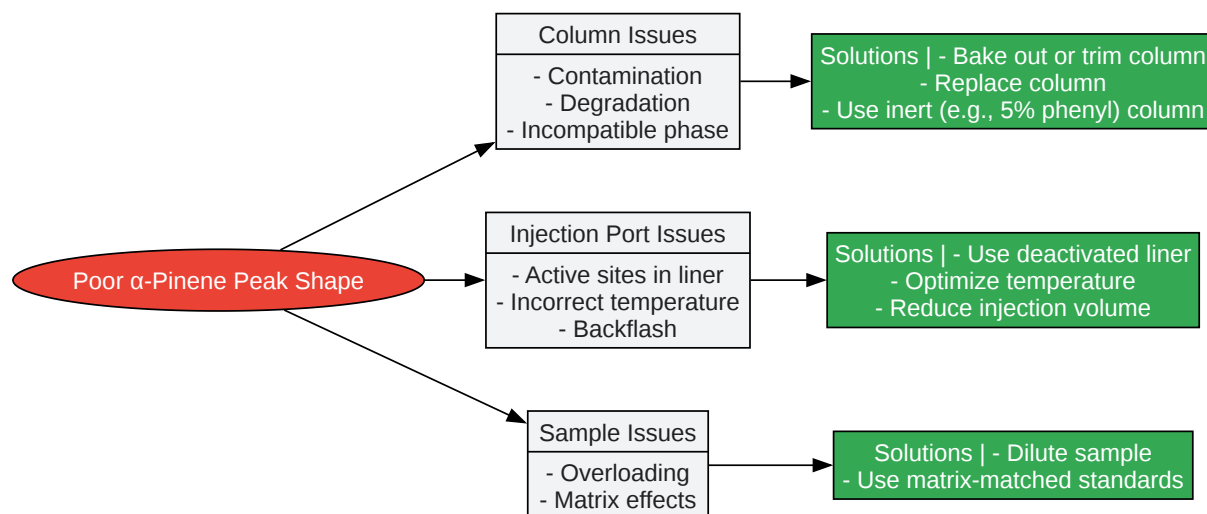 Poor α-Pinene Peak Shape
Column Issues
- Contamination
- Degradation
- Incompatible phase
Solutions | - Bake out or trim column
- Replace column
- Use inert (e.g., 5% phenyl) column
Injection Port Issues
- Active sites in liner
- Incorrect temperature
- Backflash
Solutions | - Use deactivated liner
- Optimize temperature
- Reduce injection volume
Sample Issues
- Overloading
- Matrix effects
Solutions | - Dilute sample
- Use matrix-matched standards